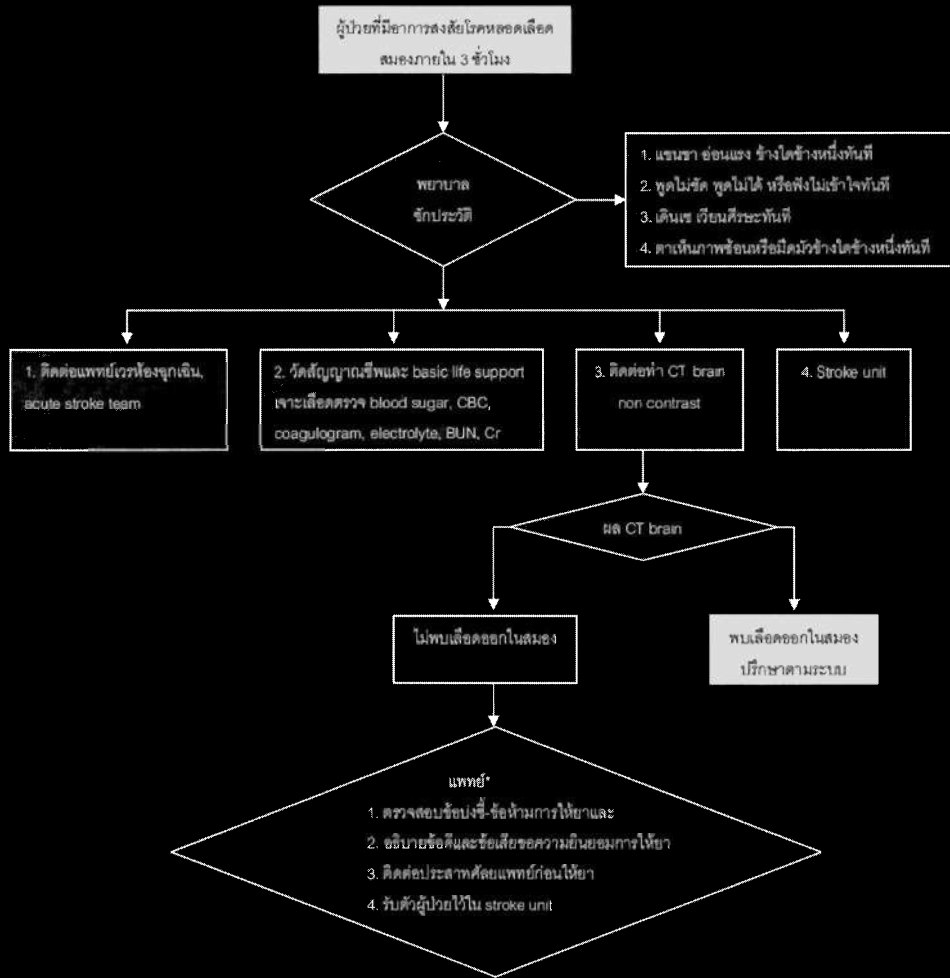 ผู้ป่วยที่มีอาการสงสัยโรคหลอดเลือด
สมองภายใน 3 ชั่วโมง
พยาบาล
ซักประวัติ
1. แขนขา อ่อนแรง ข้างใดข้างหนึ่งทันที
2. พูดไม่ชัด พูดไม่ได้ หรือฟังไม่เข้าใจทันที
3. เดินเซ เวียนศีรษะทันที
4. ตาเห็นภาพซ้อนหรือมืดมัวข้างใดข้างหนึ่งทันที
1. ติดต่อแพทย์เวรห้องฉุกเฉิน,
acute stroke team
2. วัดสัญญาณชีพและ basic life support
เจาะเลือดตรวจ blood sugar, CBC,
coagulogram, electrolyte, BUN, Cr
3. ติดต่อทำ CT brain
non contrast
4. Stroke unit
ผล CT brain
ไม่พบเลือดออกในสมอง
พบเลือดออกในสมอง
ปรึกษาตามระบบ
แพทย์*
1. ตรวจสอบข้อบ่งชี้-ข้อห้ามการให้ยาและ
2. อธิบายข้อดีและข้อเสียขอความยินยอมการให้ยา
3. ติดต่อประสาทศัลยแพทย์ก่อนให้ยา
4. รับตัวผู้ป่วยไว้ใน stroke unit